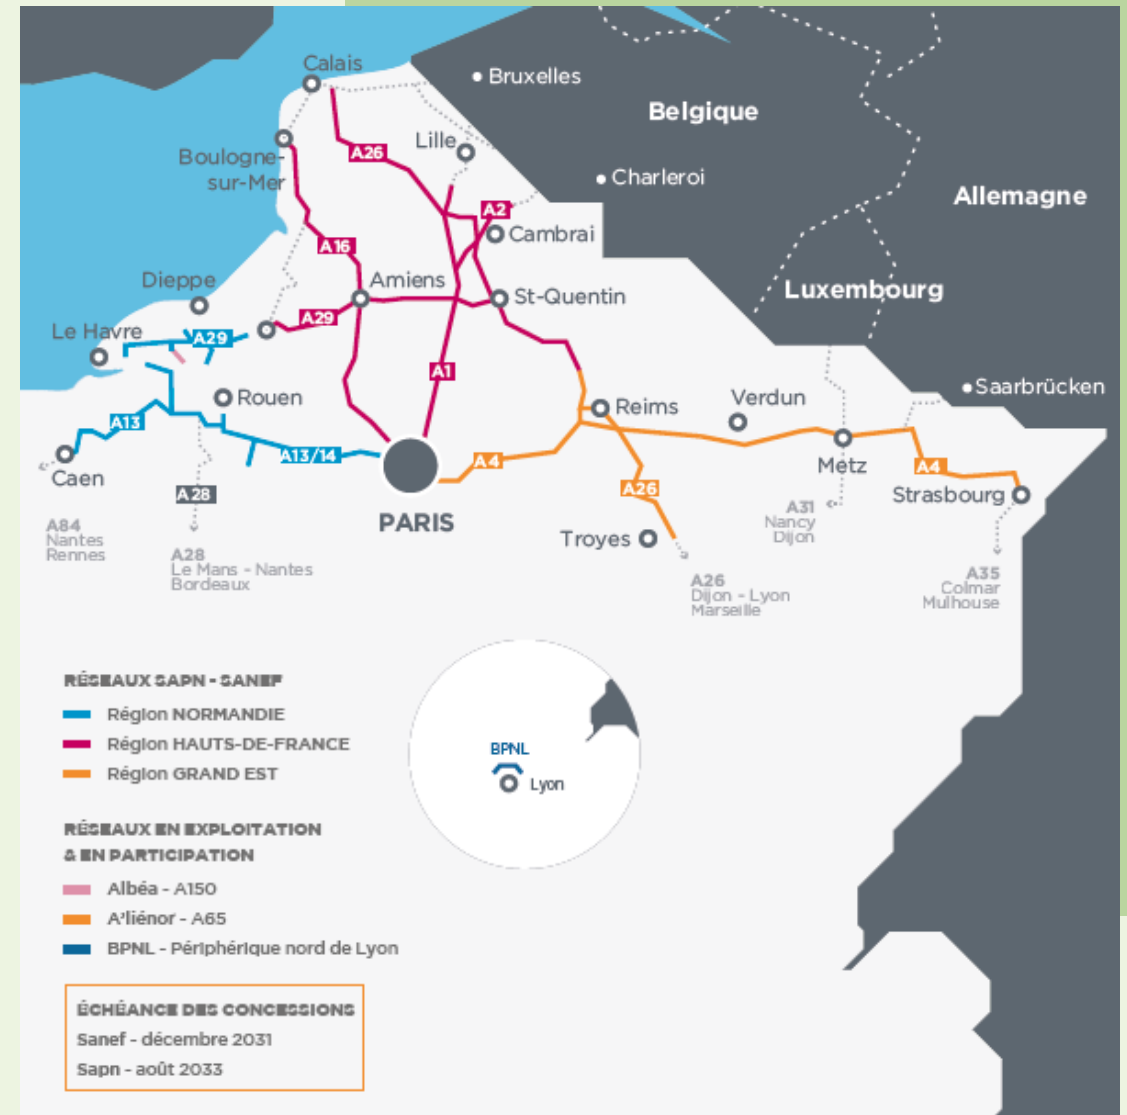 Calais
Bruxelles
Belgique
Lille
A26
Boulogne-
sur-Mer
Charleroi
Allemagne
A2
Cambrai
A16
Dieppe
Amiens
St-Quentin
Luxembourg
A29
Le Havre
A29
A1
Saarbrücken
Rouen
Reims
Verdun
A13
A13/14
A4
Metz
A4
Caen
A28
A26
Strasbourg
PARIS
A84
Nantes
Rennes
A31
Nancy
Dijon
Troyes
A28
Le Mans - Nantes
Bordeaux
A26
Dijon - Lyon
Marseille
A35
Colmar
Mulhouse
RÉSEAUX SAPN - SANEF
Région NORMANDIE
Région HAUTS-DE-FRANCE
Région GRAND EST
BPNL
Lyon
RÉSEAUX EN EXPLOITATION
& EN PARTICIPATION
Albéa - A150
A'liénor - A65
BPNL - Périphérique nord de Lyon
ÉCHÉANCE DES CONCESSIONS
Sanef - décembre 2031
Sapn - août 2033